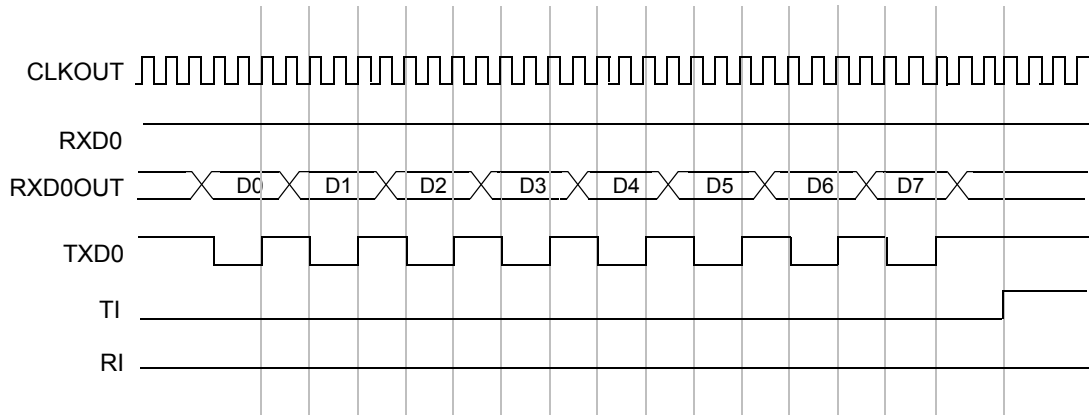 CLKOUT
RXD0
RXD0OUT D0 D1 D2 D3 D4 D5 D6 D7
TXD0
TI
RI